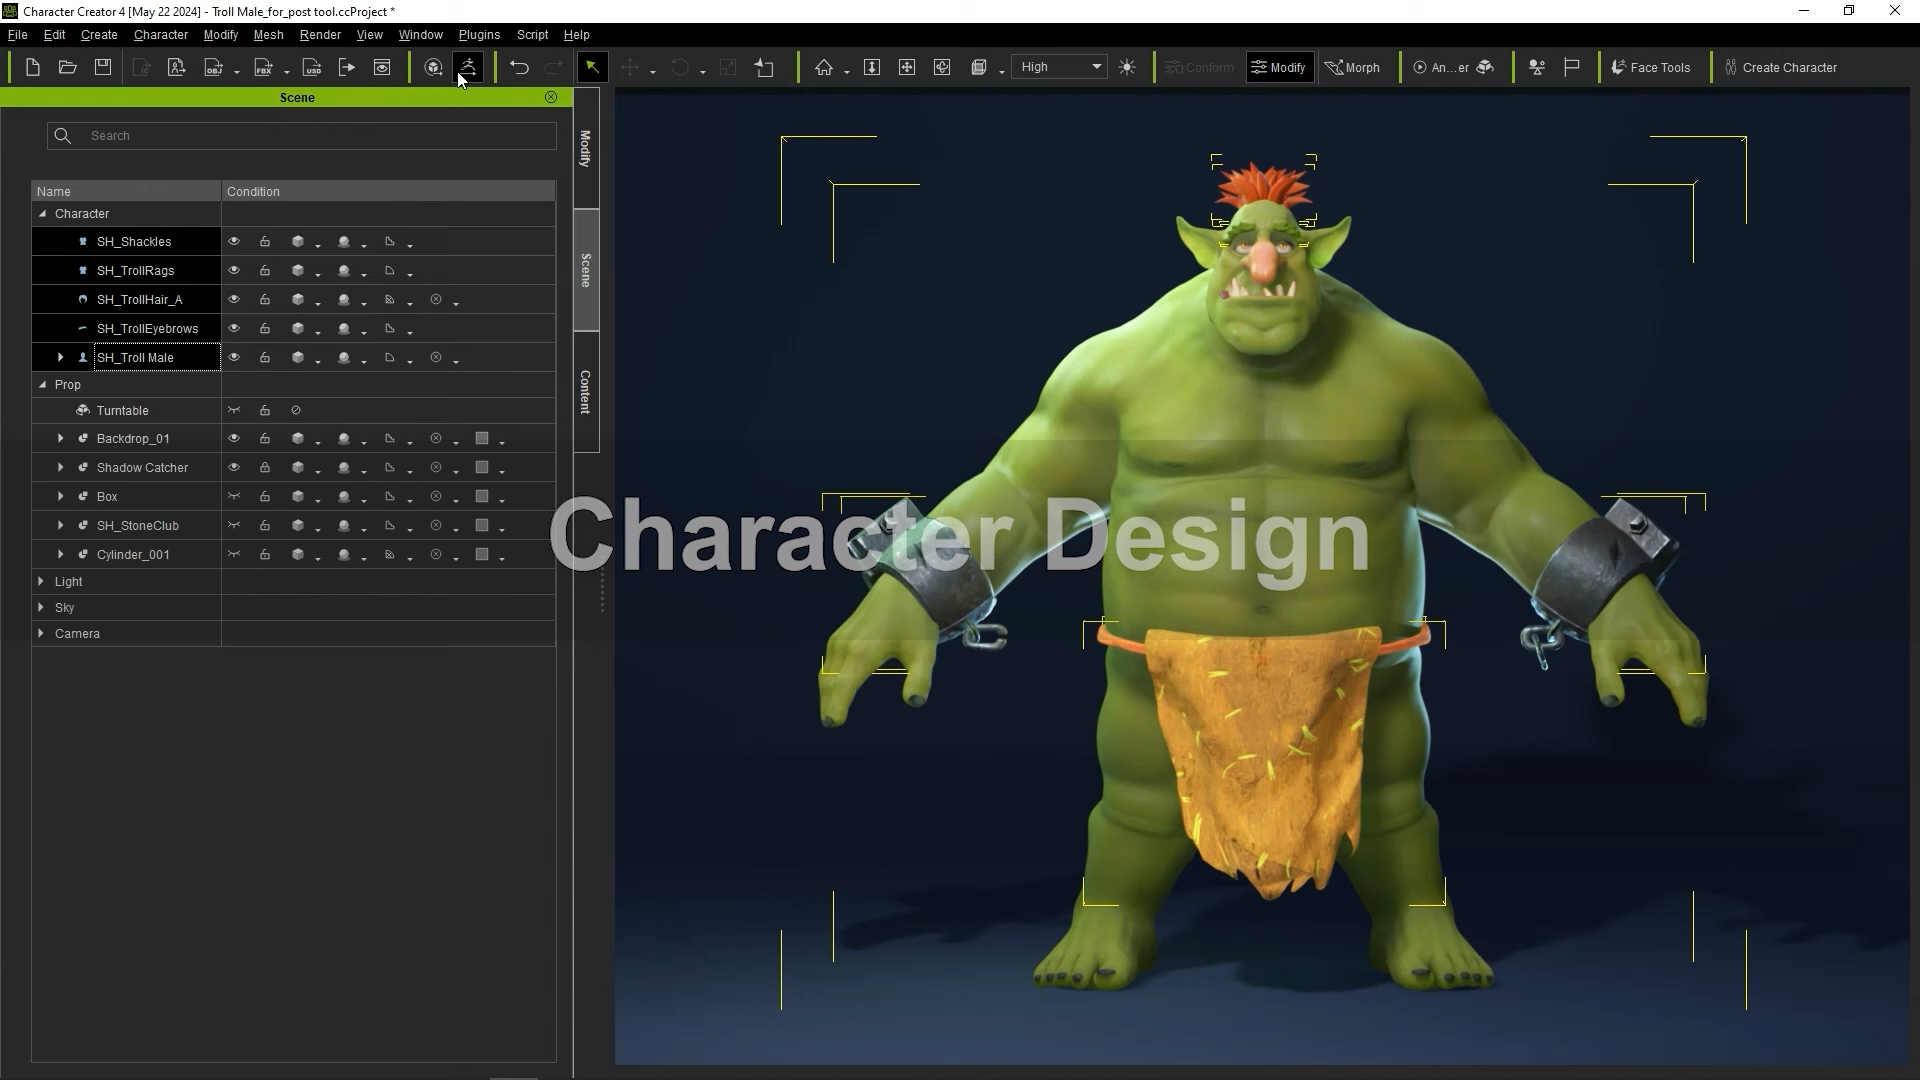 Character Creator 4 [May 22 2024] - Troll Male_for_post tool.ccProject *
File Edit Create Character Modify Mesh Render View Window Plugins Script Help
OBJ FBX USD High Conform Modify Morph An...er Face Tools Create Character
Scene
Search
Name Condition
Character
SH_Shackles
SH_TrollRags
SH_TrollHair_A
SH_TrollEyebrows
SH_Troll Male
Prop
Turntable
Backdrop_01
Shadow Catcher
Box
SH_StoneClub
Cylinder_001
Light
Sky
Camera
Modify
Scene
Content
Character Design